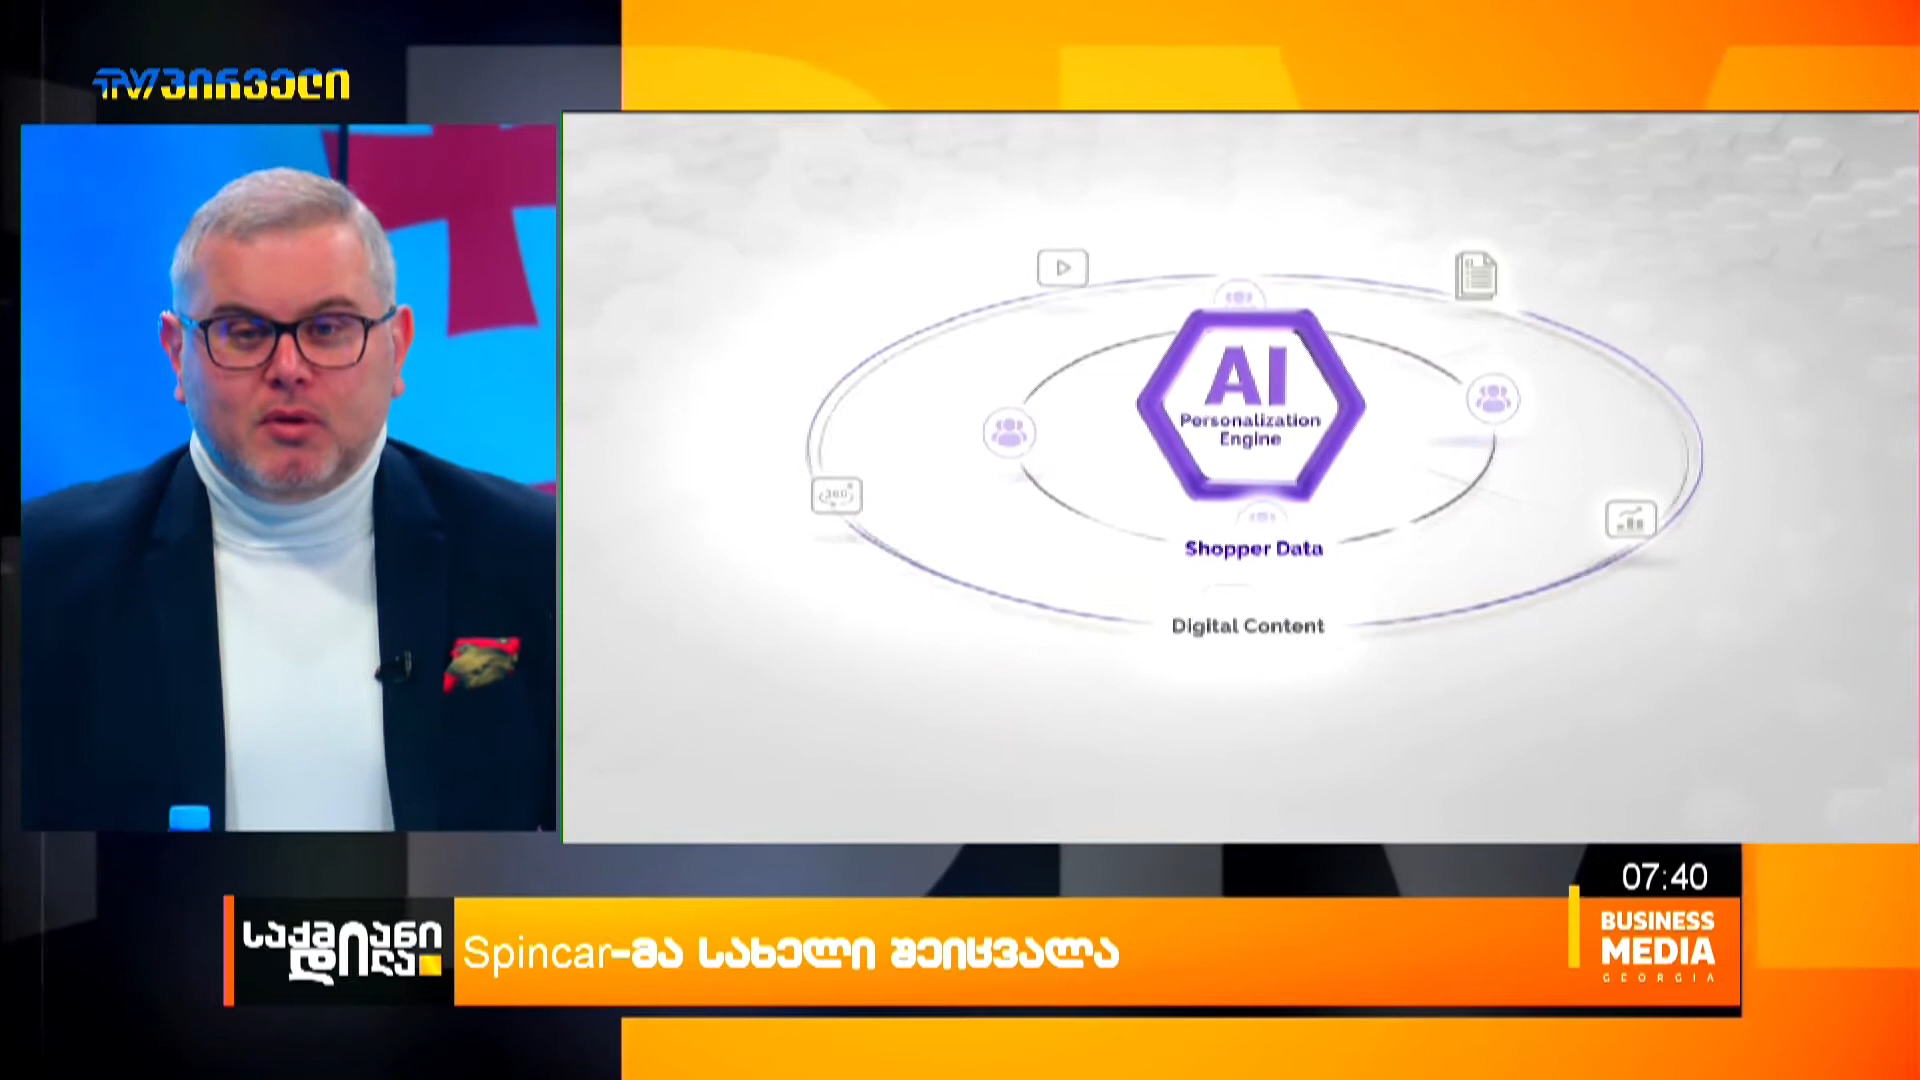 TV პირველი
360°
AI
Personalization
Engine
Shopper Data
Digital Content
07:40
საქმიანი
დილა
Spincar-მა სახელი შეიცვალა
BUSINESS
MEDIA
GEORGIA